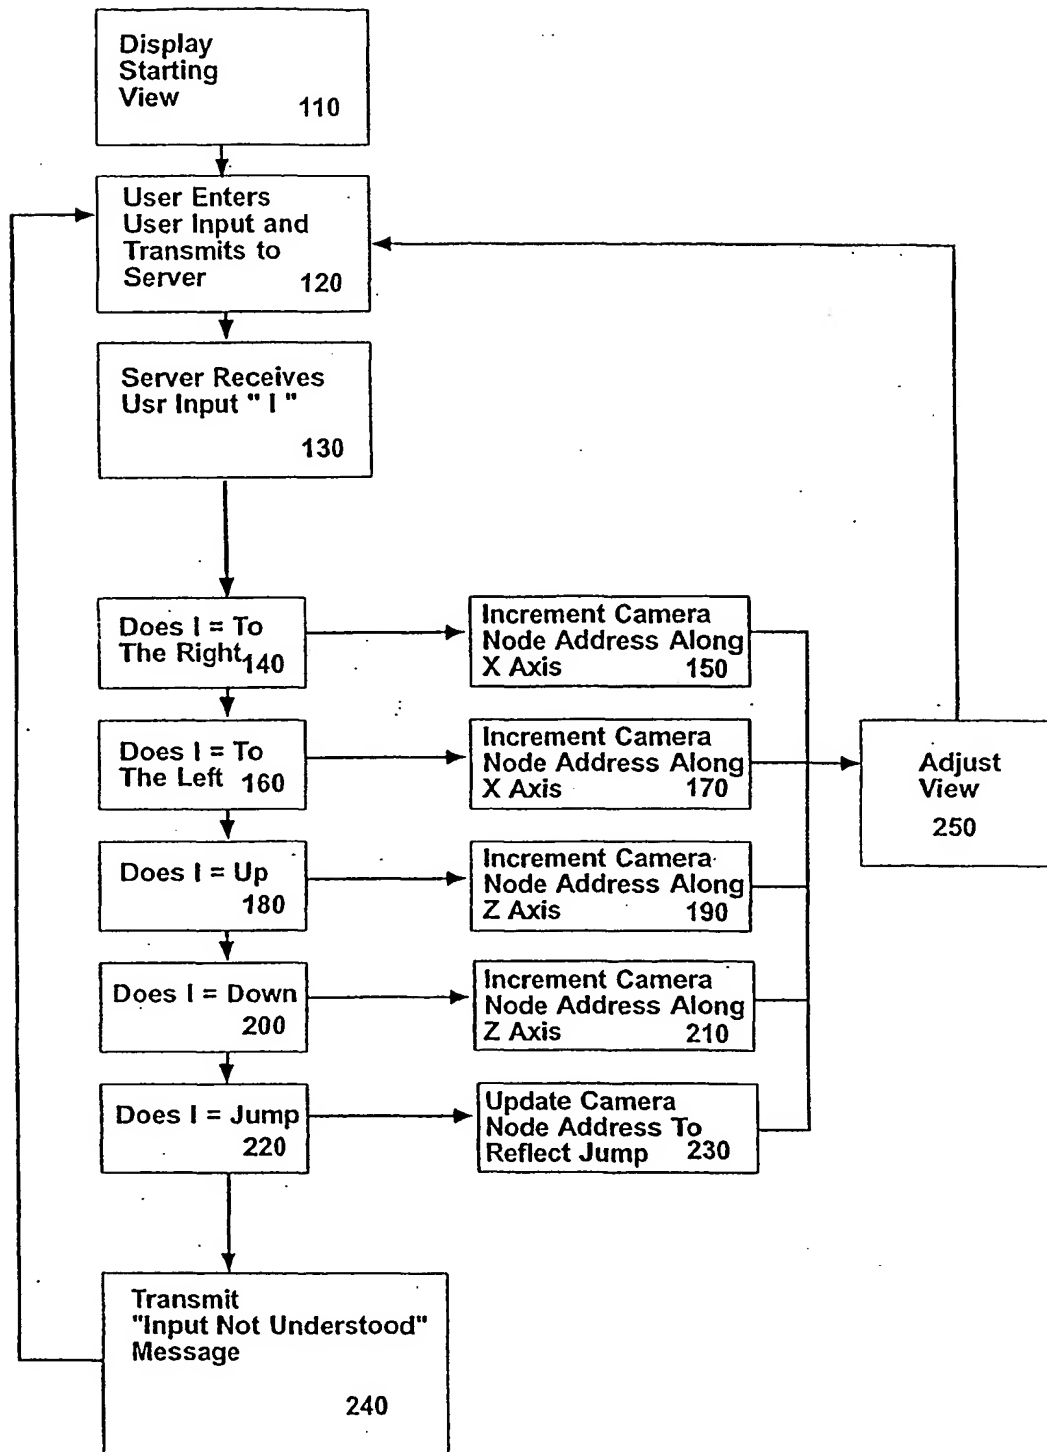 Display
Starting
View
110
User Enters
User Input and
Transmits to
Server
120
Server Receives
Usr Input " I "
130
Does I = To
The Right
140
Increment Camera
Node Address Along
X Axis 150
Does I = To
The Left 160
Increment Camera
Node Address Along
X Axis 170
Adjust
View
250
Does I = Up
180
Increment Camera
Node Address Along
Z Axis 190
Does I = Down
200
Increment Camera
Node Address Along
Z Axis 210
Does I = Jump
220
Update Camera
Node Address To
Reflect Jump 230
Transmit
"Input Not Understood"
Message
240